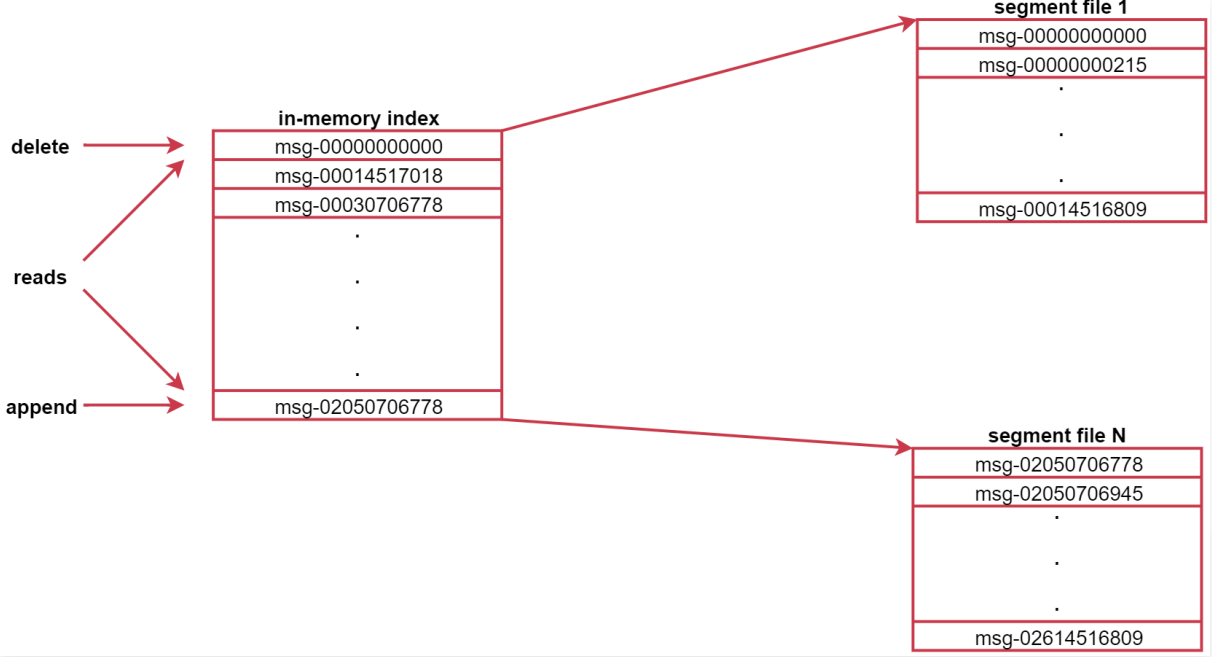 segment file 1
msg-00000000000
msg-00000000215
.
.
.
msg-00014516809
in-memory index
msg-00000000000
msg-00014517018
msg-00030706778
.
.
.
.
msg-02050706778
delete
reads
append
segment file N
msg-02050706778
msg-02050706945
.
.
.
msg-02614516809